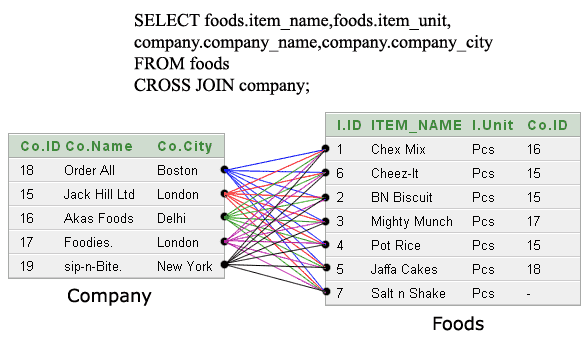 SELECT foods.item_name,foods.item_unit,
company.company_name,company.company_city
FROM foods
CROSS JOIN company;
Co.ID Co.Name Co.City
18 Order All Boston
15 Jack Hill Ltd London
16 Akas Foods Delhi
17 Foodies. London
19 sip-n-Bite. New York
Company
I.ID ITEM_NAME I.Unit Co.ID
1 Chex Mix Pcs 16
6 Cheez-It Pcs 15
2 BN Biscuit Pcs 15
3 Mighty Munch Pcs 17
4 Pot Rice Pcs 15
5 Jaffa Cakes Pcs 18
7 Salt n Shake Pcs -
Foods